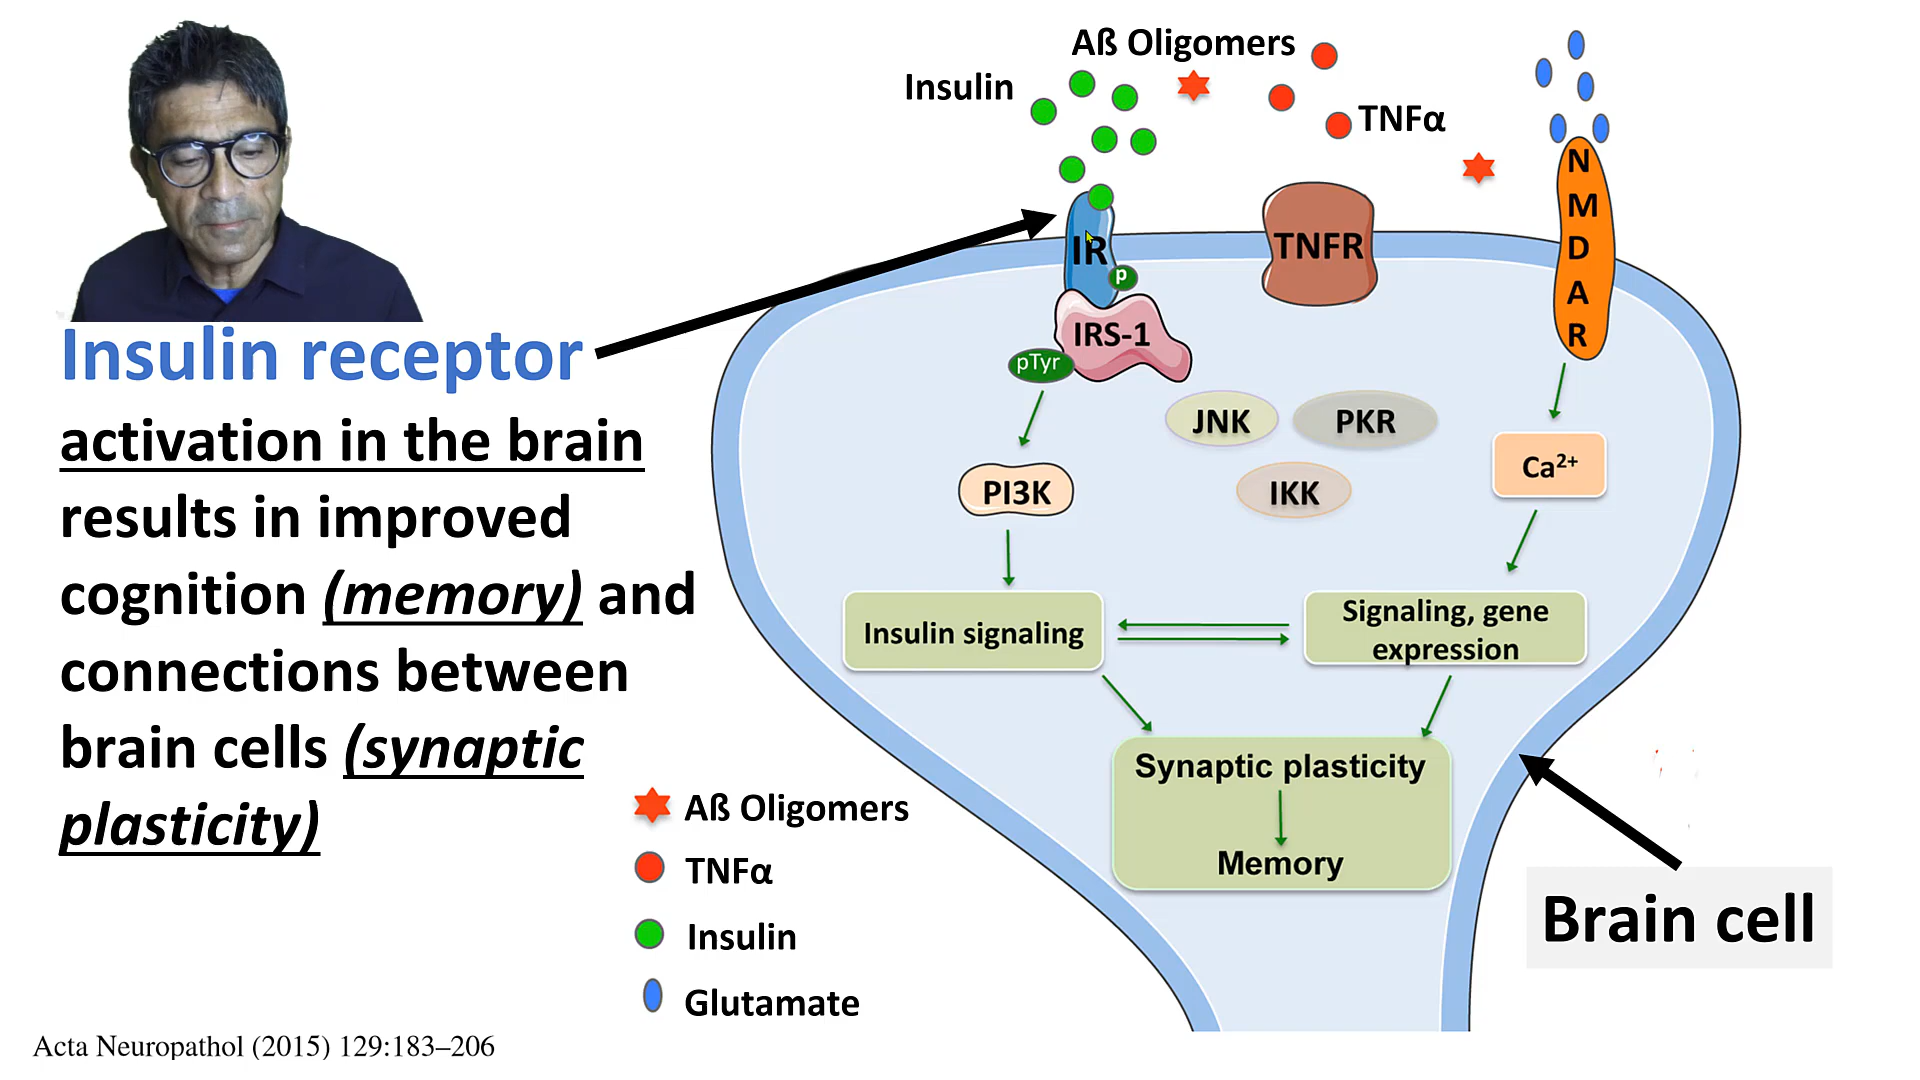 Aß Oligomers
Insulin
TNFα
N
M
D
A
R
IR
p
TNFR
IRS-1
pTyr
Insulin receptor
activation in the brain
results in improved
cognition (memory) and
connections between
brain cells (synaptic
plasticity)
JNK
PKR
IKK
PI3K
Ca²⁺
Insulin signaling
Signaling, gene
expression
Synaptic plasticity
Memory
Aß Oligomers
TNFα
Insulin
Glutamate
Brain cell
Acta Neuropathol (2015) 129:183–206